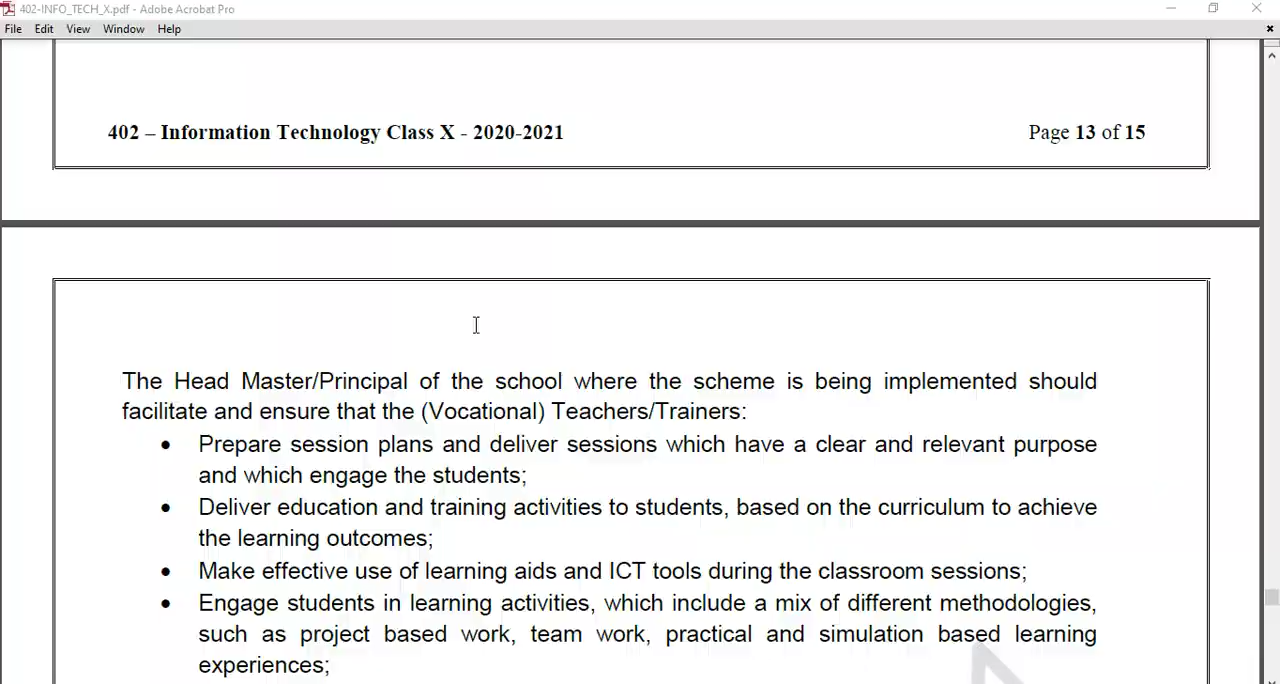 402-INFO_TECH_X.pdf - Adobe Acrobat Pro
File Edit View Window Help
402 – Information Technology Class X - 2020-2021 Page 13 of 15
The Head Master/Principal of the school where the scheme is being implemented should
facilitate and ensure that the (Vocational) Teachers/Trainers:
• Prepare session plans and deliver sessions which have a clear and relevant purpose
and which engage the students;
• Deliver education and training activities to students, based on the curriculum to achieve
the learning outcomes;
• Make effective use of learning aids and ICT tools during the classroom sessions;
• Engage students in learning activities, which include a mix of different methodologies,
such as project based work, team work, practical and simulation based learning
experiences;